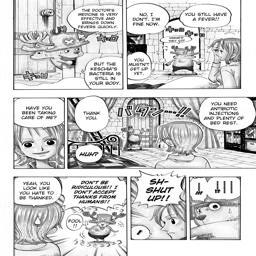 THE DOCTOR'S
MEDICINE IS VERY
EFFECTIVE AND
BRINGS DOWN
FEVERS QUICKLY.
BUT THE
KESCHIA'S
BACTERIA IS
STILL IN
YOUR BODY.
NO, I
DON'T. I'M
FINE NOW.
YOU STILL HAVE
A FEVER!!
YOU
MUSTN'T
GET UP
YET.
HAVE YOU
BEEN TAKING
CARE OF ME?
THANK
YOU.
HUH?
YOU NEED
ANTIBIOTIC
INJECTIONS
AND PLENTY
OF BED REST.
YEAH, YOU
LOOK LIKE
YOU HATE TO
BE THANKED.
DON'T BE
RIDICULOUS!! I
DON'T ACCEPT
THANKS FROM
HUMANS!!
FOOL!!
SH-
SHUT
UP!!
!!